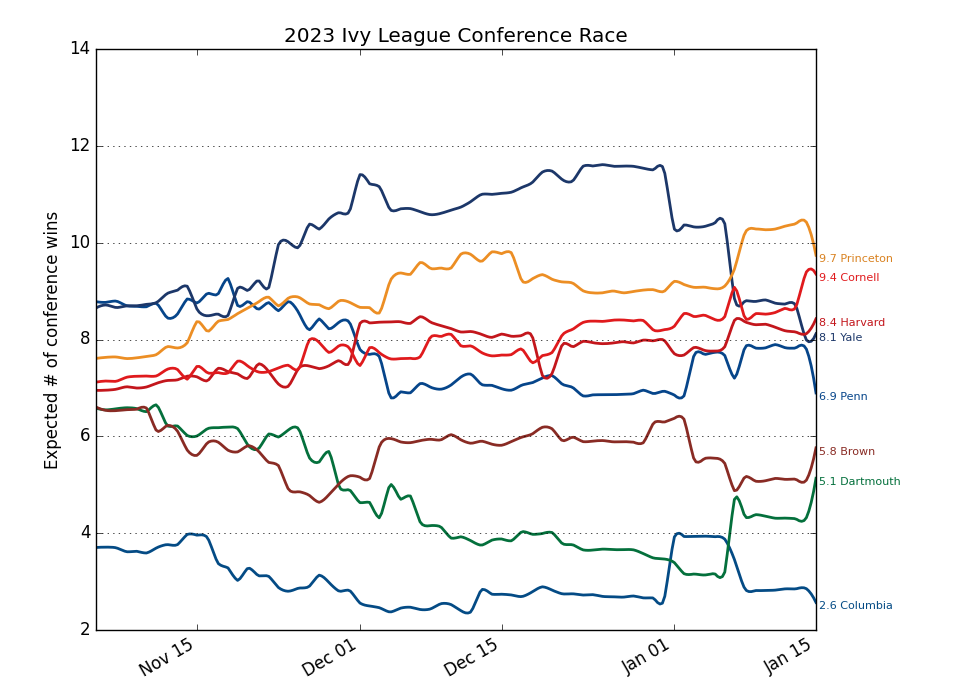 2023 Ivy League Conference Race
Expected # of conference wins
14
12
10
8
6
4
2
Nov 15
Dec 01
Dec 15
Jan 01
Jan 15
9.7 Princeton
9.4 Cornell
8.4 Harvard
8.1 Yale
6.9 Penn
5.8 Brown
5.1 Dartmouth
2.6 Columbia